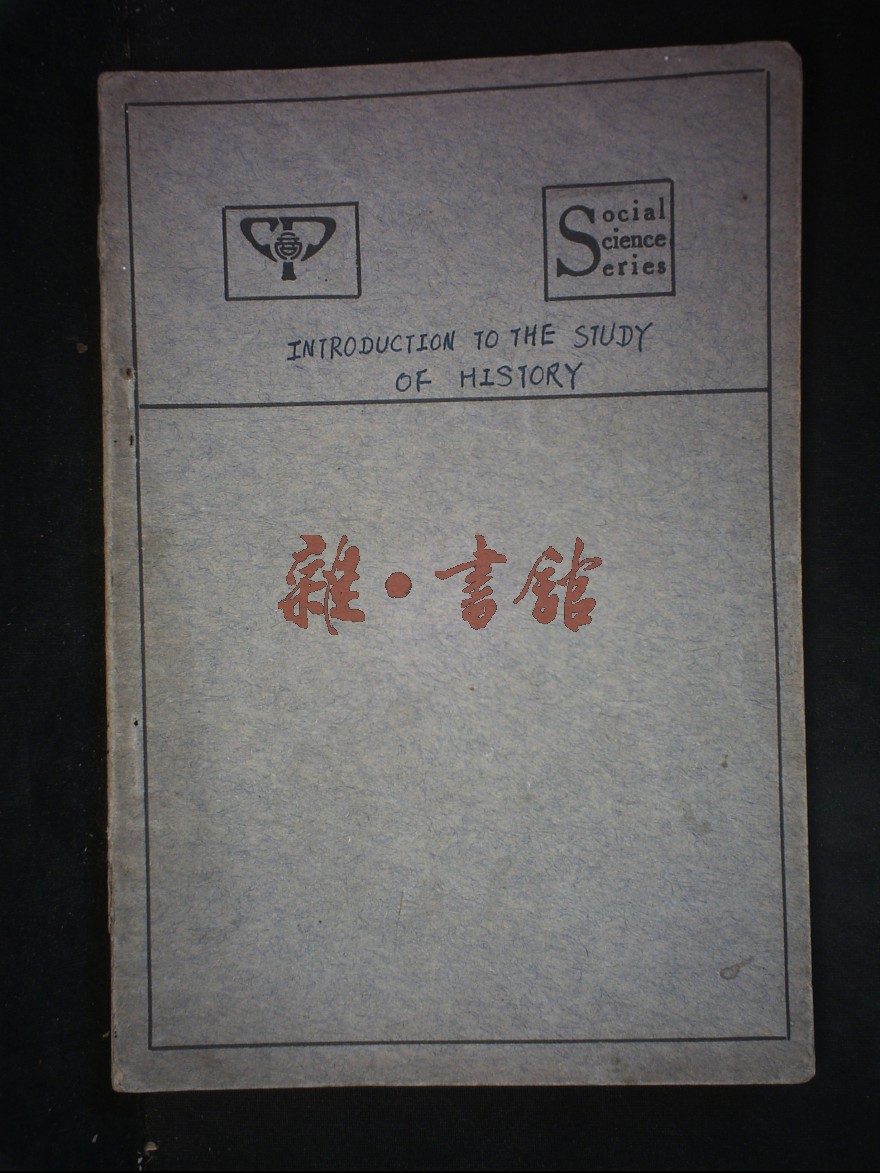 Social
Science
Series
INTRODUCTION TO THE STUDY
OF HISTORY
雜·書館